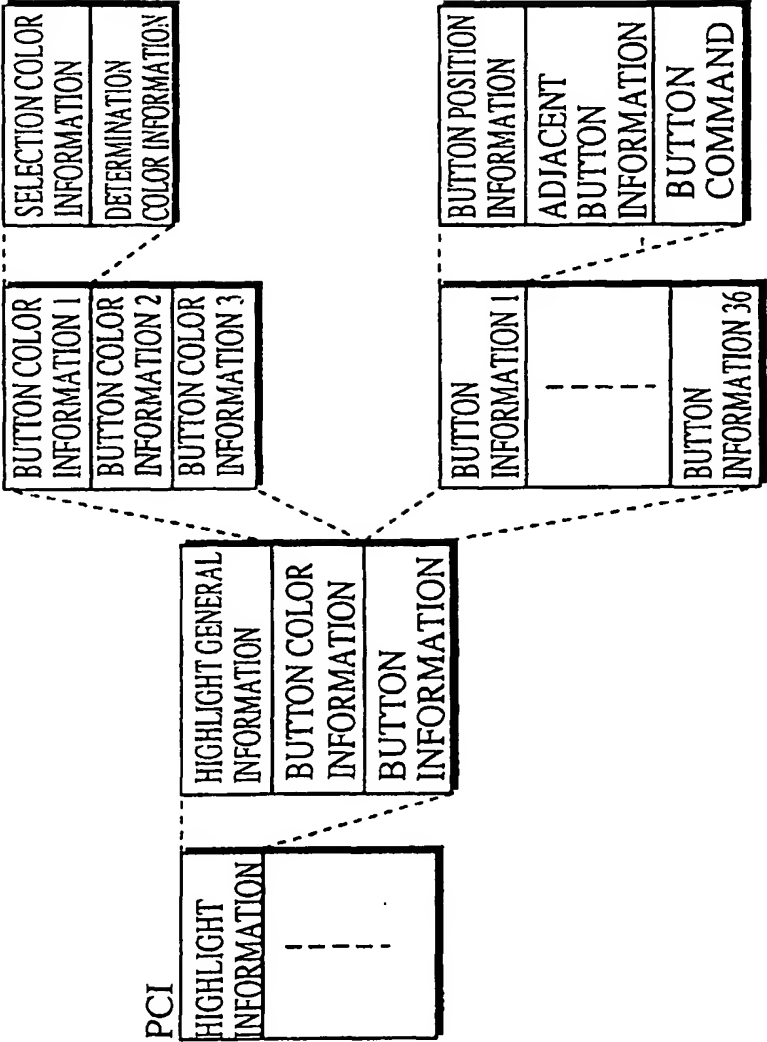 PCI
HIGHLIGHT
INFORMATION
HIGHLIGHT GENERAL
INFORMATION
BUTTON COLOR
INFORMATION
BUTTON
INFORMATION
BUTTON COLOR
INFORMATION 1
BUTTON COLOR
INFORMATION 2
BUTTON COLOR
INFORMATION 3
SELECTION COLOR
INFORMATION
DETERMINATION
COLOR INFORMATION
BUTTON
INFORMATION 1
BUTTON
INFORMATION 36
BUTTON POSITION
INFORMATION
ADJACENT
BUTTON
INFORMATION
BUTTON
COMMAND